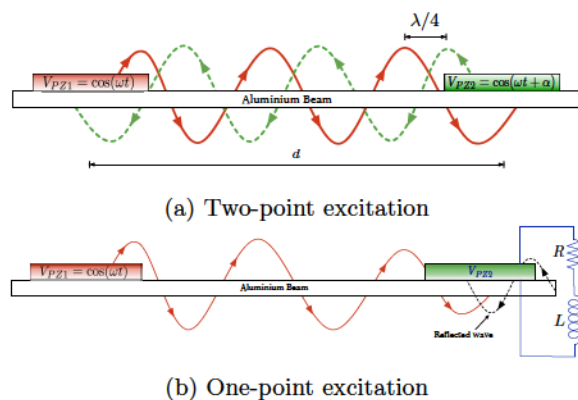 λ/4
V_PZ1 = cos(ωt)
V_PZ2 = cos(ωt + α)
Aluminium Beam
d
(a) Two-point excitation
V_PZ1 = cos(ωt)
V_PZ2
R
Aluminium Beam
L
Reflected wave
(b) One-point excitation